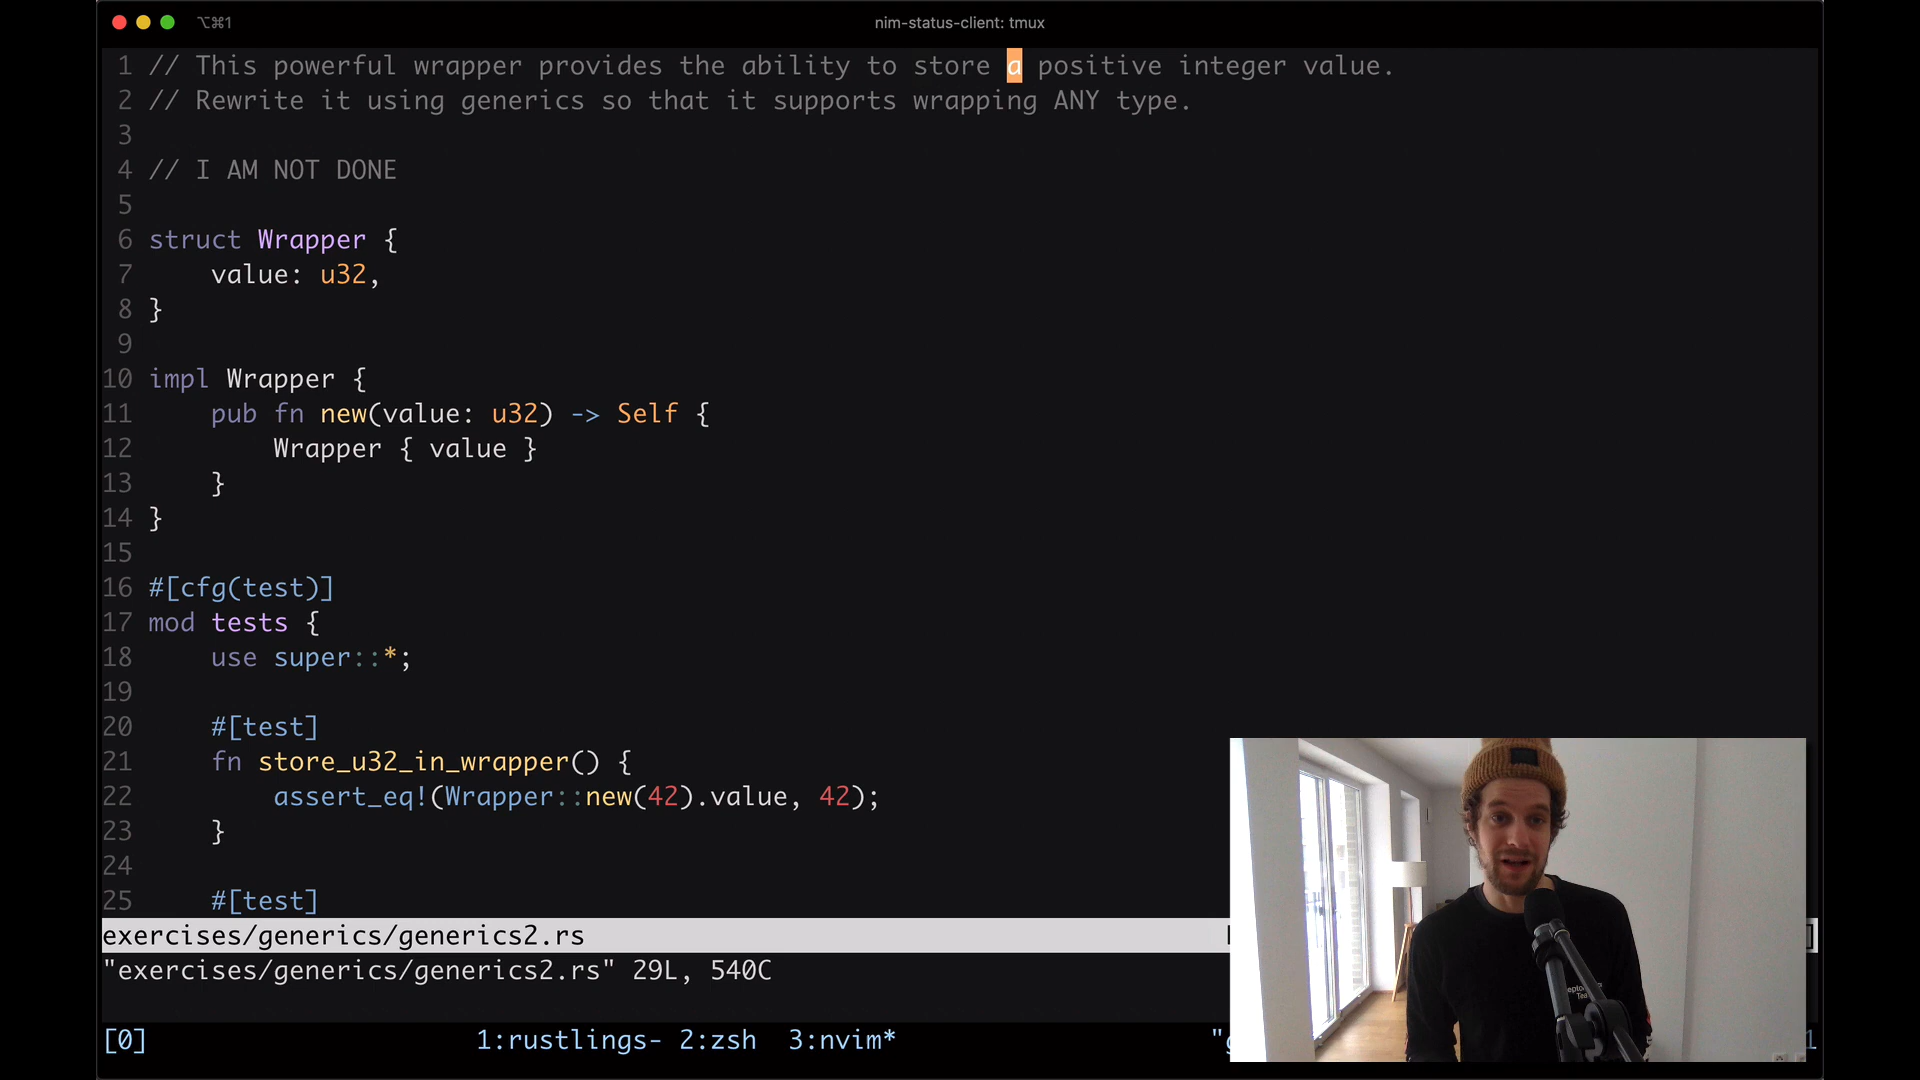 ⌥⌘1
nim-status-client: tmux
1 // This powerful wrapper provides the ability to store a positive integer value.
2 // Rewrite it using generics so that it supports wrapping ANY type.
3
4 // I AM NOT DONE
5
6 struct Wrapper {
7     value: u32,
8 }
9
10 impl Wrapper {
11     pub fn new(value: u32) -> Self {
12         Wrapper { value }
13     }
14 }
15
16 #[cfg(test)]
17 mod tests {
18     use super::*;
19
20     #[test]
21     fn store_u32_in_wrapper() {
22         assert_eq!(Wrapper::new(42).value, 42);
23     }
24
25     #[test]
exercises/generics/generics2.rs
"exercises/generics/generics2.rs" 29L, 540C
[0] 1:rustlings- 2:zsh 3:nvim*